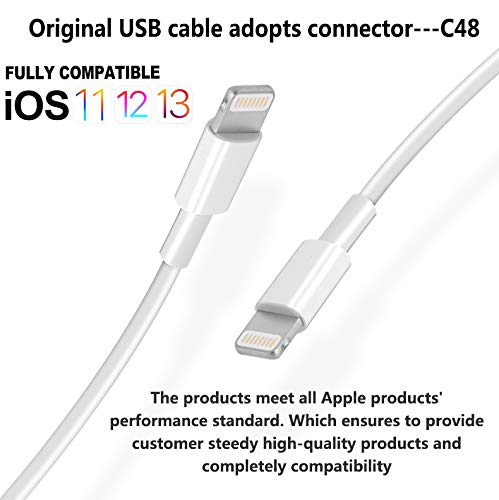 Original USB cable adopts connector---C48
FULLY COMPATIBLE
iOS 11 12 13
The products meet all Apple products'
performance standard. Which ensures to provide
customer steedy high-quality products and
completely compatibility